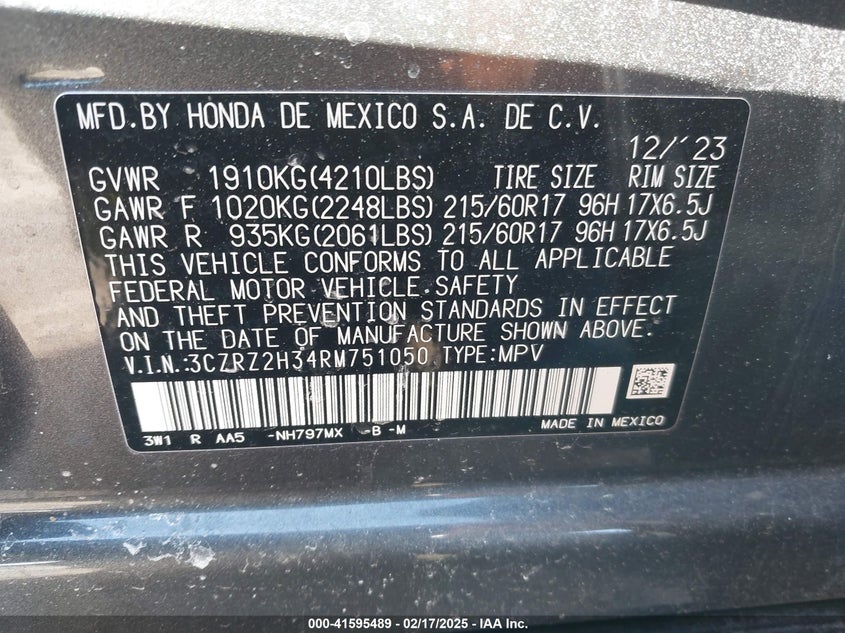 MFD.BY HONDA DE MEXICO S.A. DE C.V.
12/'23
GVWR 1910KG(4210LBS) TIRE SIZE RIM SIZE
GAWR F 1020KG(2248LBS) 215/60R17 96H 17X6.5J
GAWR R 935KG(2061LBS) 215/60R17 96H 17X6.5J
THIS VEHICLE CONFORMS TO ALL APPLICABLE
FEDERAL MOTOR VEHICLE SAFETY
AND THEFT PREVENTION STANDARDS IN EFFECT
ON THE DATE OF MANUFACTURE SHOWN ABOVE.
V.I.N.:3CZRZ2H34RM751050 TYPE:MPV
3W1 R AA5 -NH797MX -B -M MADE IN MEXICO
000-41595489 - 02/17/2025 - IAA Inc.